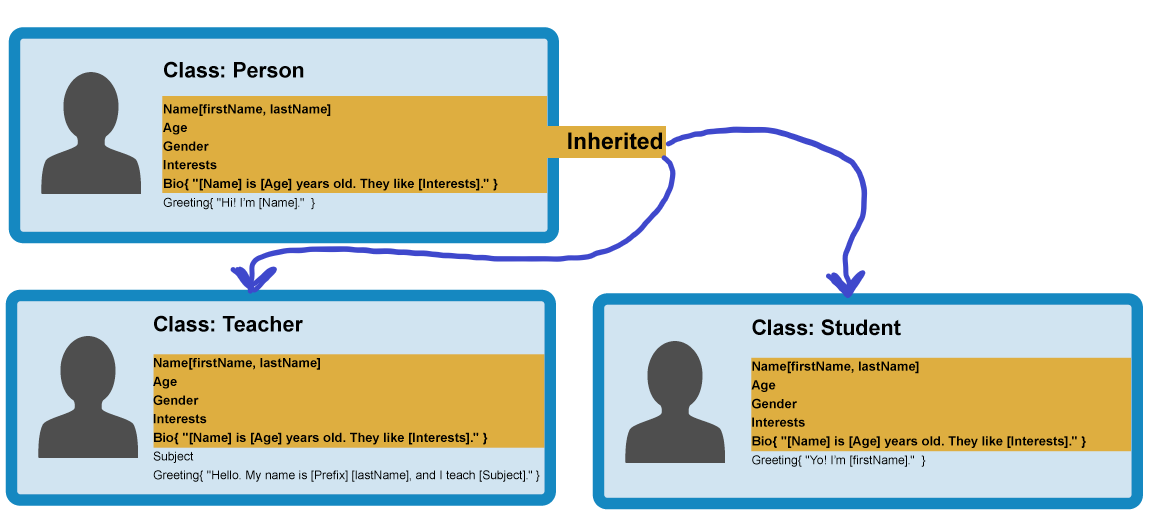 Class: Person
Name[firstName, lastName]
Age
Gender
Interests
Bio{ "[Name] is [Age] years old. They like [Interests]." }
Greeting{ "Hi! I'm [Name]."  }
Inherited
Class: Teacher
Name[firstName, lastName]
Age
Gender
Interests
Bio{ "[Name] is [Age] years old. They like [Interests]." }
Subject
Greeting{ "Hello. My name is [Prefix] [lastName], and I teach [Subject]." }
Class: Student
Name[firstName, lastName]
Age
Gender
Interests
Bio{ "[Name] is [Age] years old. They like [Interests]." }
Greeting{ "Yo! I'm [firstName]."  }